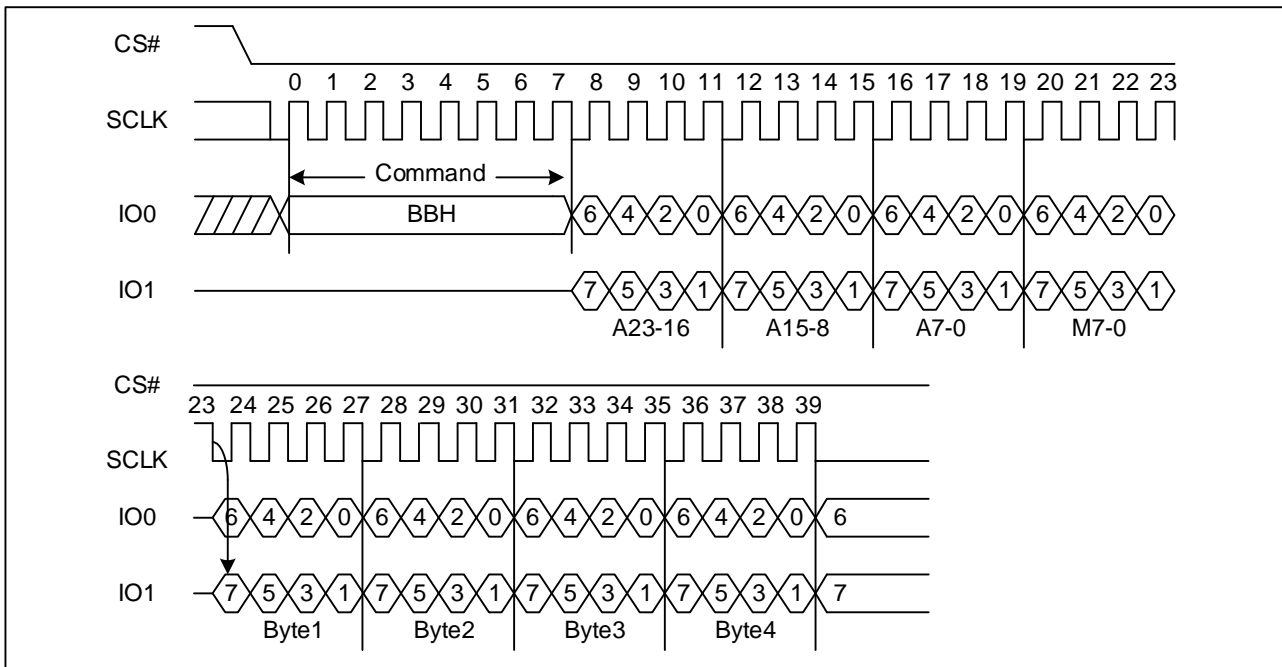 CS#
0 1 2 3 4 5 6 7 8 9 10 11 12 13 14 15 16 17 18 19 20 21 22 23
SCLK
Command
IO0 BBH 6 4 2 0 6 4 2 0 6 4 2 0 6 4 2 0
IO1 7 5 3 1 7 5 3 1 7 5 3 1 7 5 3 1
A23-16 A15-8 A7-0 M7-0
CS#
23 24 25 26 27 28 29 30 31 32 33 34 35 36 37 38 39
SCLK
IO0 6 4 2 0 6 4 2 0 6 4 2 0 6 4 2 0 6
IO1 7 5 3 1 7 5 3 1 7 5 3 1 7 5 3 1 7
Byte1 Byte2 Byte3 Byte4